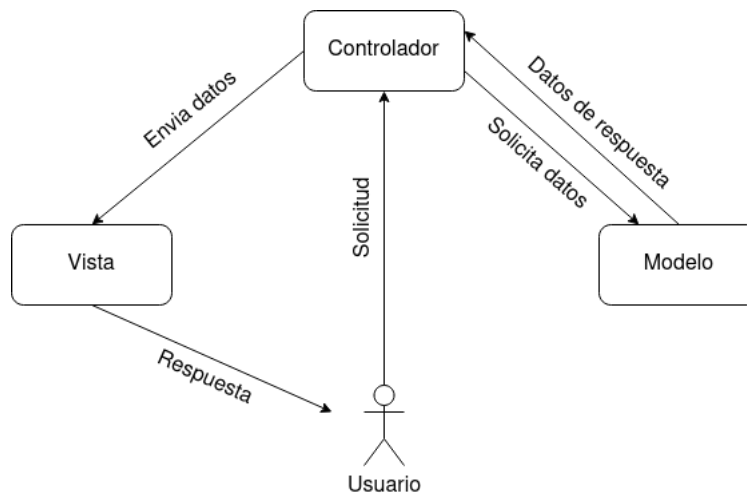 Controlador
Envia datos
Datos de respuesta
Solicita datos
Solicitud
Vista
Modelo
Respuesta
Usuario